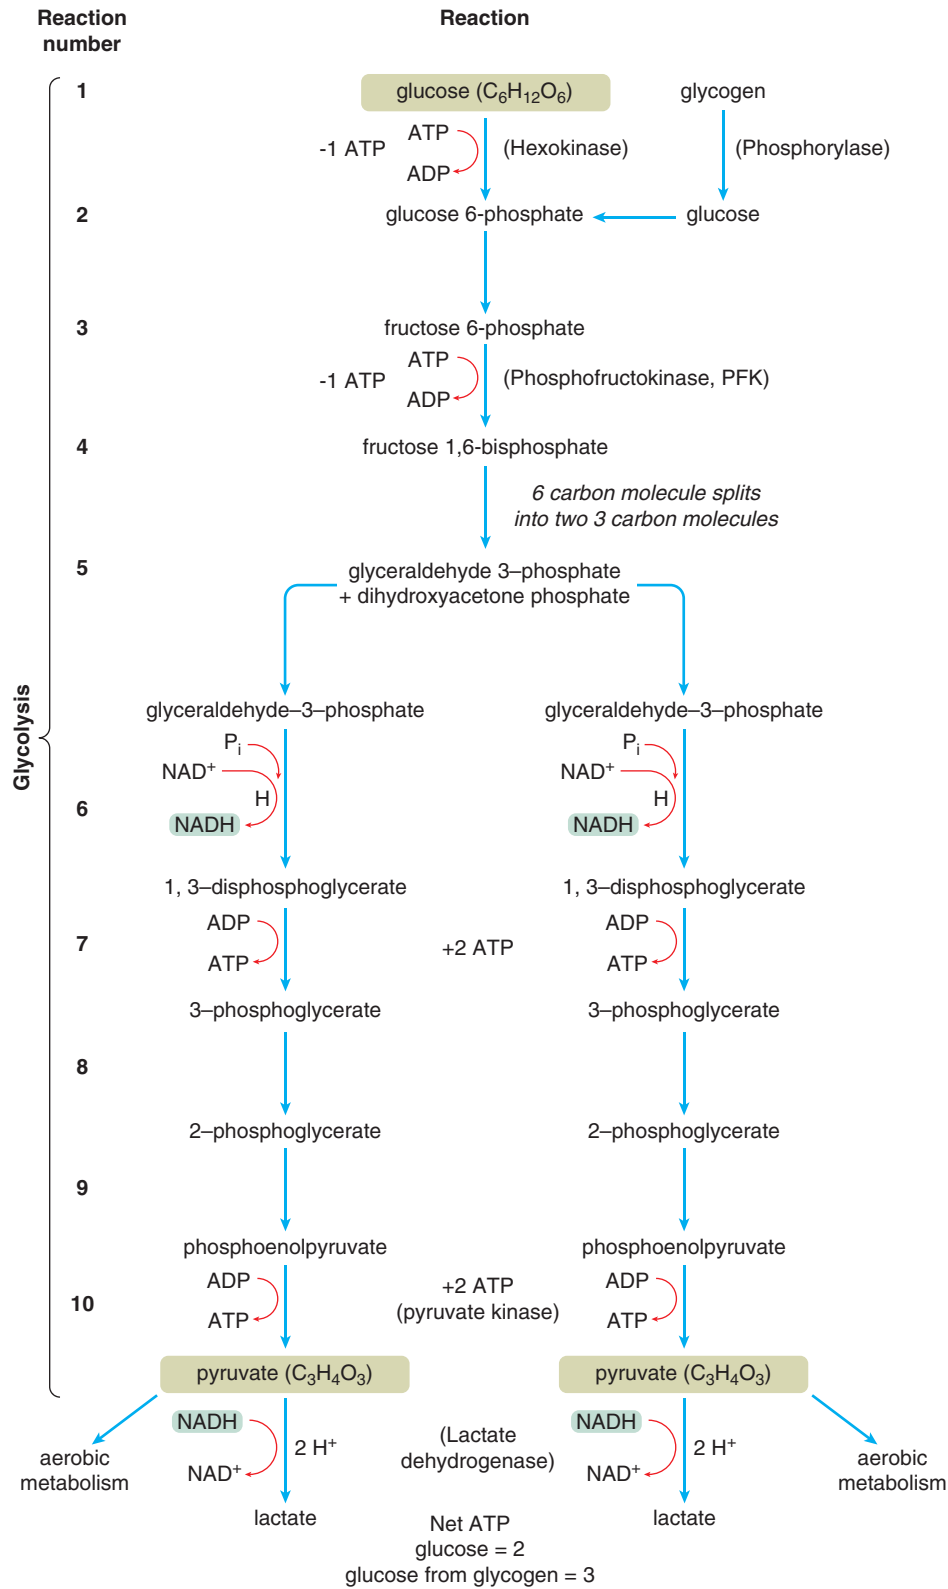 Reaction number
Reaction
1
glucose (C₆H₁₂O₆)
glycogen
-1 ATP
ATP
ADP
(Hexokinase)
(Phosphorylase)
2
glucose 6-phosphate
glucose
3
fructose 6-phosphate
-1 ATP
ATP
ADP
(Phosphofructokinase, PFK)
4
fructose 1,6-bisphosphate
6 carbon molecule splits
into two 3 carbon molecules
5
glyceraldehyde 3–phosphate
+ dihydroxyacetone phosphate
Glycolysis
glyceraldehyde–3–phosphate
glyceraldehyde–3–phosphate
6
Pᵢ
NAD⁺
H
NADH
Pᵢ
NAD⁺
H
NADH
1, 3–disphosphoglycerate
1, 3–disphosphoglycerate
7
ADP
ATP
+2 ATP
ADP
ATP
3–phosphoglycerate
3–phosphoglycerate
8
2–phosphoglycerate
2–phosphoglycerate
9
phosphoenolpyruvate
phosphoenolpyruvate
10
ADP
ATP
+2 ATP
(pyruvate kinase)
ADP
ATP
pyruvate (C₃H₄O₃)
pyruvate (C₃H₄O₃)
aerobic
metabolism
NADH
NAD⁺
2 H⁺
(Lactate
dehydrogenase)
NADH
NAD⁺
2 H⁺
aerobic
metabolism
lactate
lactate
Net ATP
glucose = 2
glucose from glycogen = 3